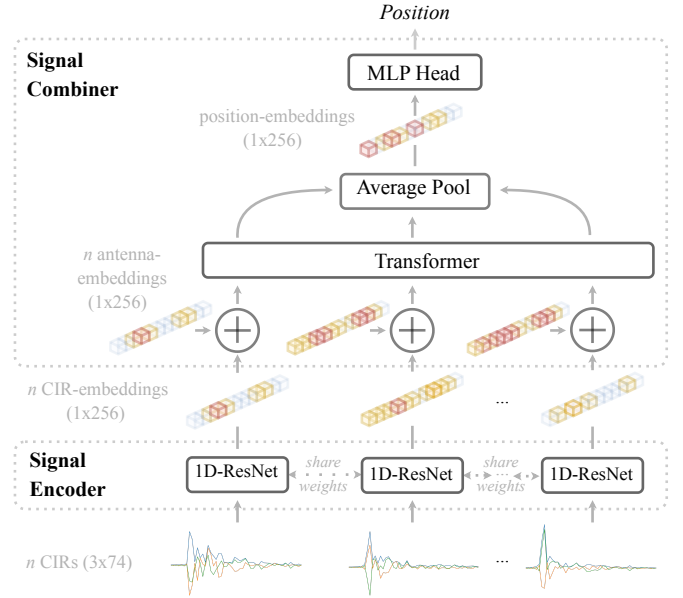 Position
Signal
Combiner
MLP Head
position-embeddings
(1x256)
Average Pool
n antenna-
embeddings
(1x256)
Transformer
n CIR-embeddings
(1x256)
...
Signal
Encoder
1D-ResNet
share
weights
1D-ResNet
share ...
weights
1D-ResNet
n CIRs (3x74)
...